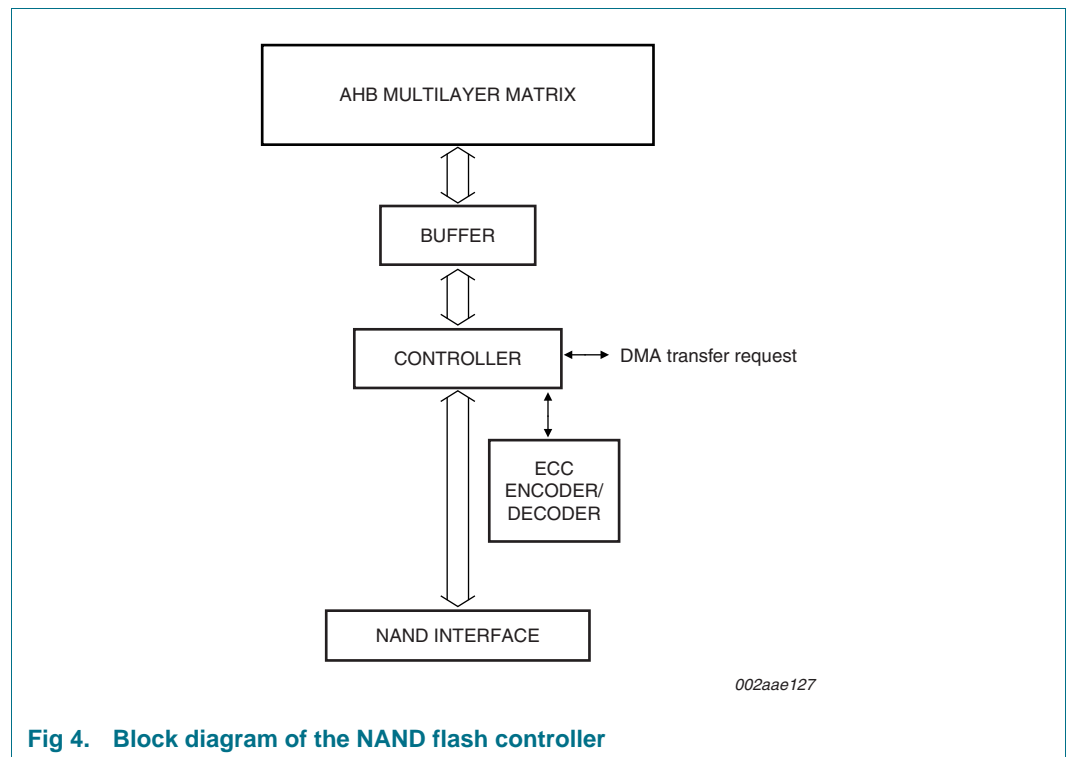 AHB MULTILAYER MATRIX
BUFFER
CONTROLLER
DMA transfer request
ECC
ENCODER/
DECODER
NAND INTERFACE
002aae127
Fig 4. Block diagram of the NAND flash controller